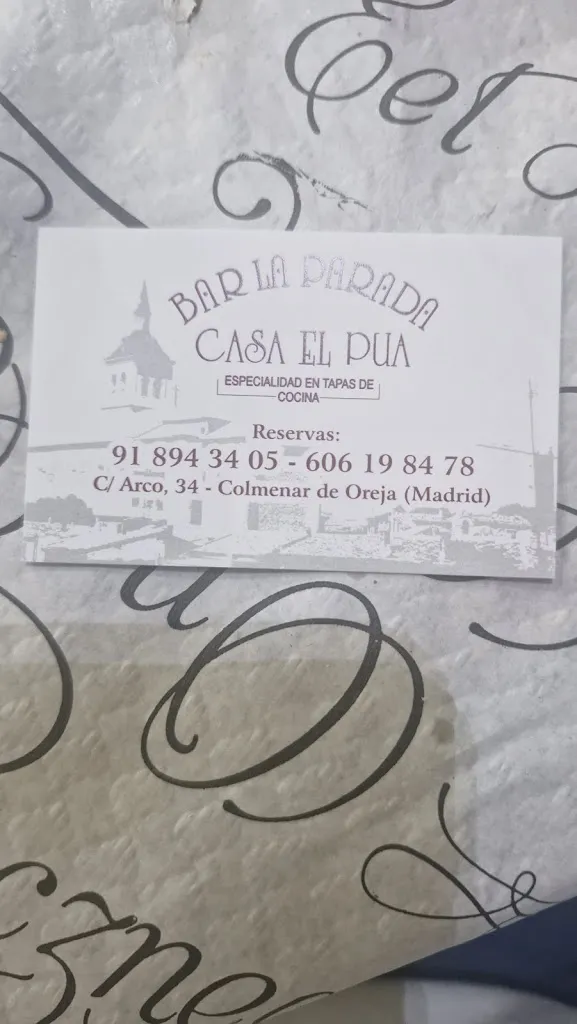 BAR LA PARADA
CASA EL PUA
ESPECIALIDAD EN TAPAS DE
COCINA
Reservas:
91 894 34 05 - 606 19 84 78
C/ Arco, 34 - Colmenar de Oreja (Madrid)